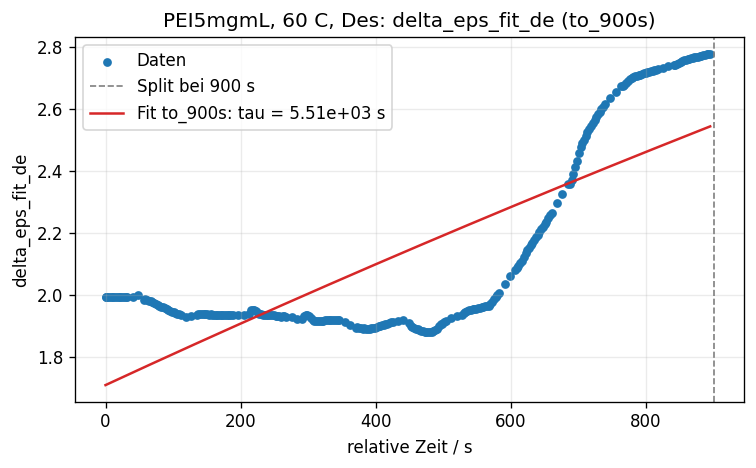 PEI5mgmL, 60 C, Des: delta_eps_fit_de (to_900s)
Daten
Split bei 900 s
Fit to_900s: tau = 5.51e+03 s
delta_eps_fit_de
2.8
2.6
2.4
2.2
2.0
1.8
0 200 400 600 800
relative Zeit / s